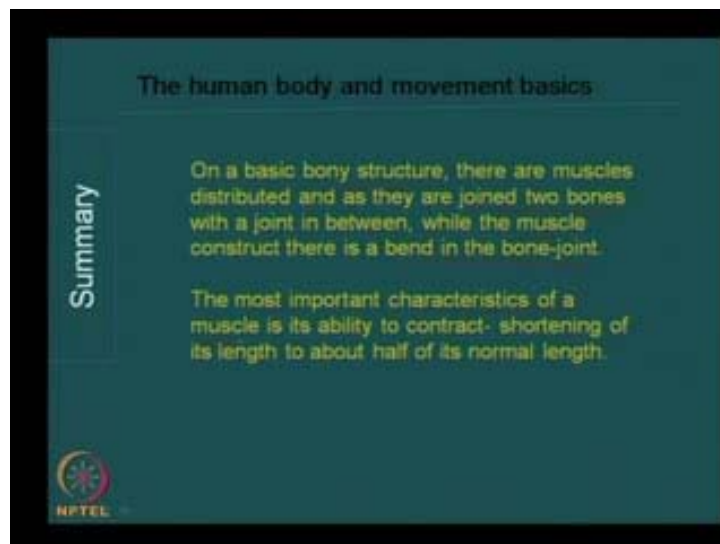 The human body and movement basics
Summary
On a basic bony structure, there are muscles
distributed and as they are joined two bones
with a joint in between, while the muscle
construct there is a bend in the bone-joint.
The most important characteristics of a
muscle is its ability to contract- shortening of
its length to about half of its normal length.
NPTEL